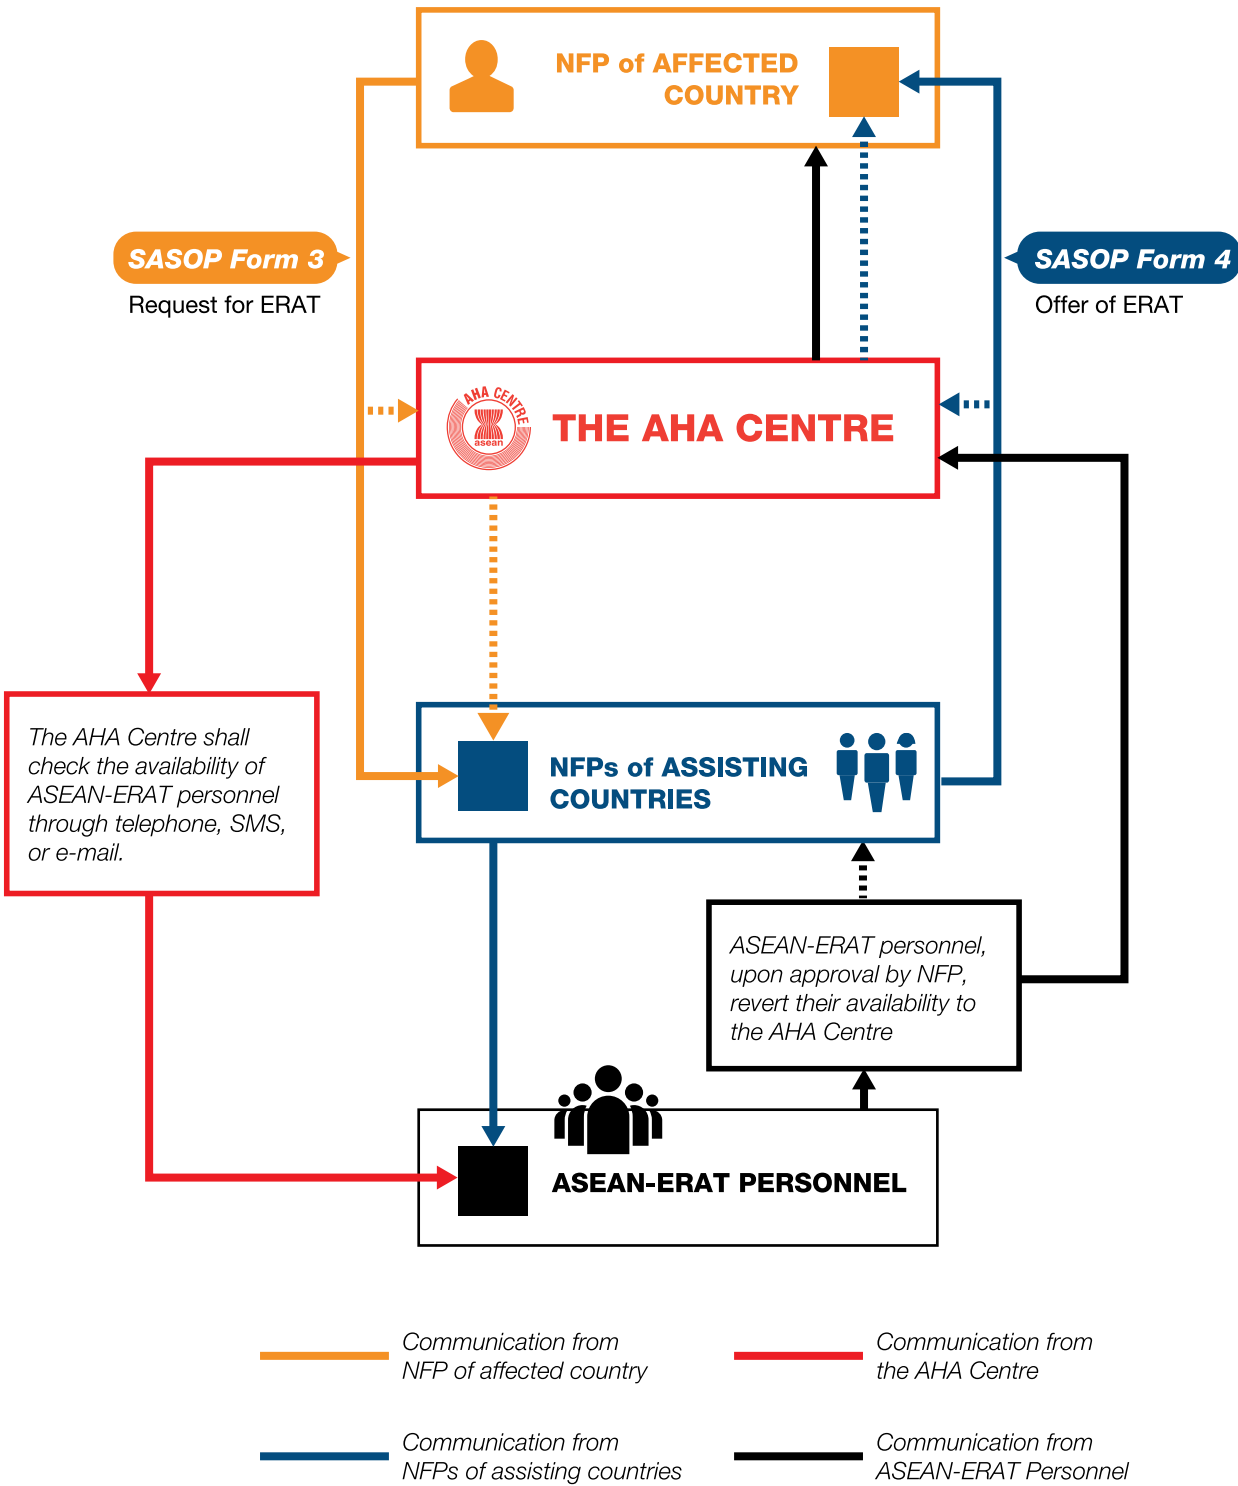 NFP of AFFECTED
COUNTRY
SASOP Form 3
Request for ERAT
SASOP Form 4
Offer of ERAT
AHA CENTRE
asean
THE AHA CENTRE
The AHA Centre shall
check the availability of
ASEAN-ERAT personnel
through telephone, SMS,
or e-mail.
NFPs of ASSISTING
COUNTRIES
ASEAN-ERAT personnel,
upon approval by NFP,
revert their availability to
the AHA Centre
ASEAN-ERAT PERSONNEL
Communication from
NFP of affected country
Communication from
the AHA Centre
Communication from
NFPs of assisting countries
Communication from
ASEAN-ERAT Personnel